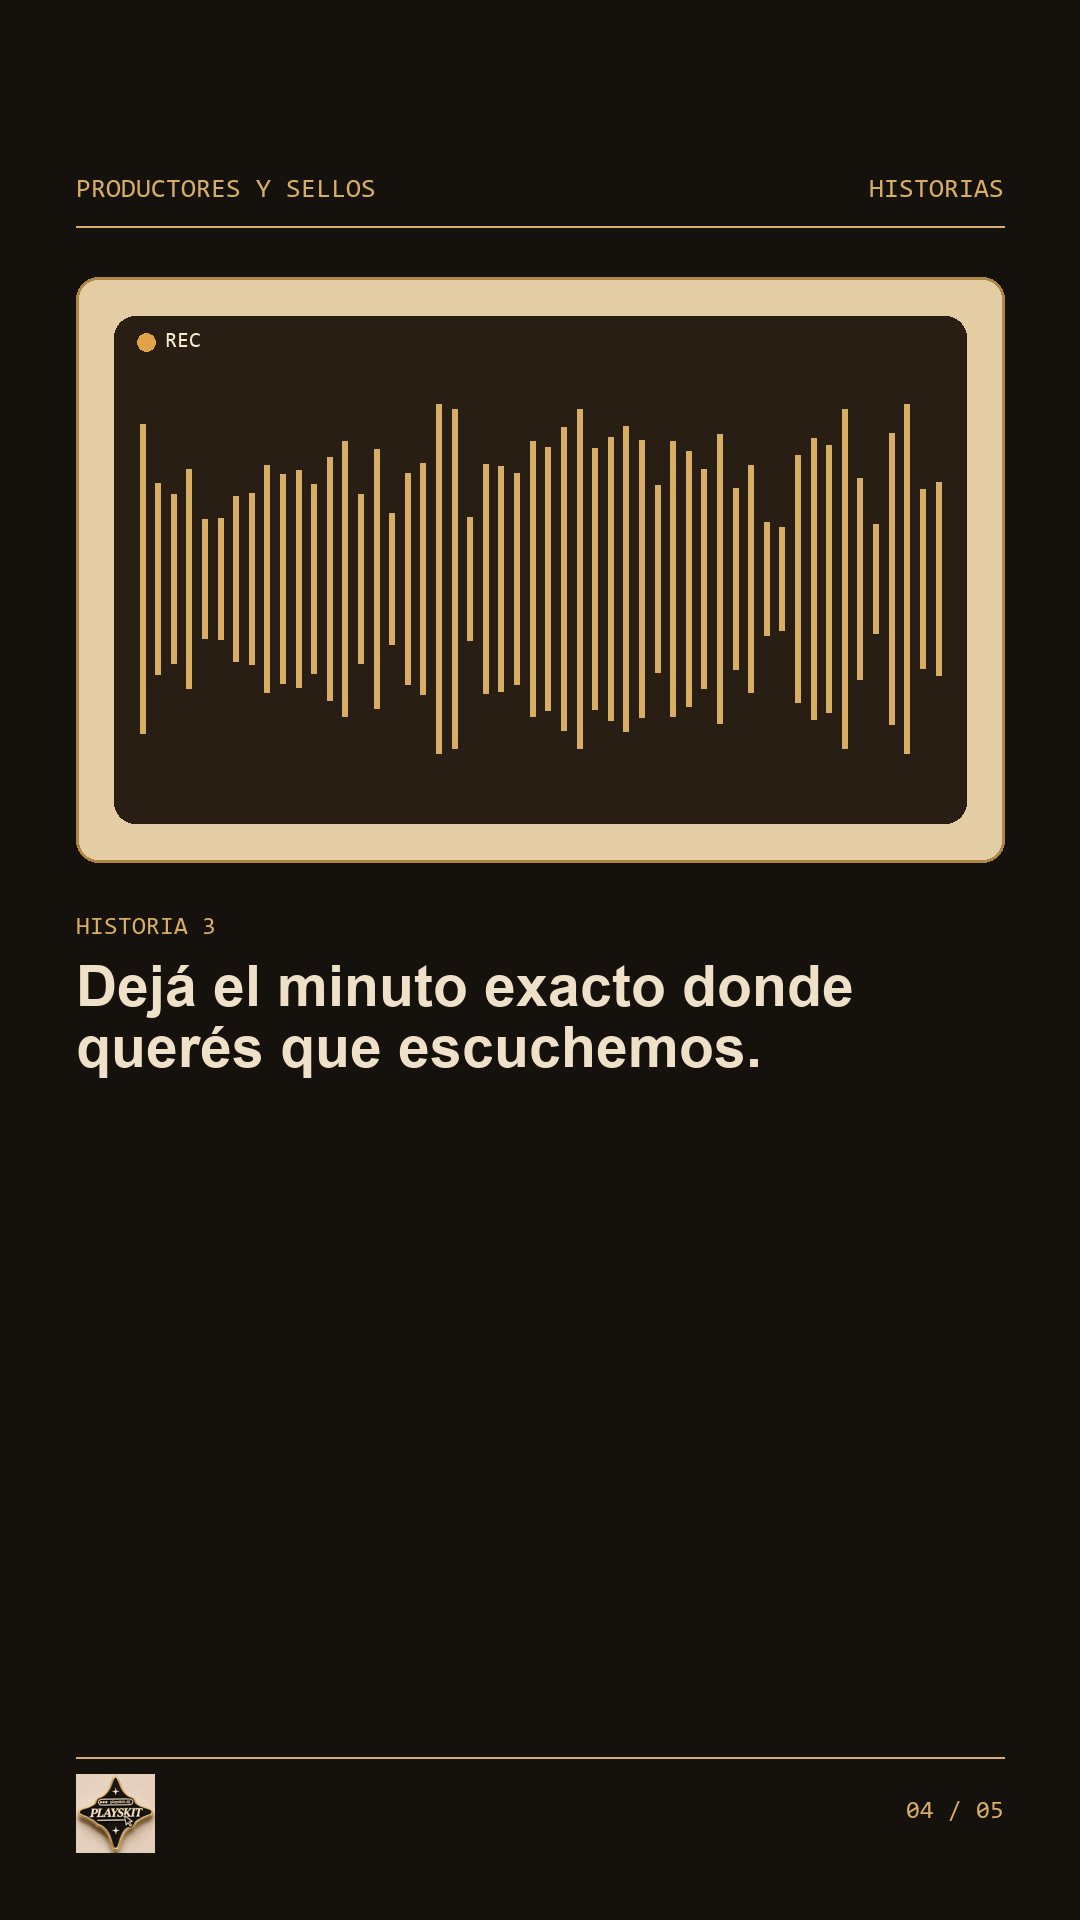 PRODUCTORES Y SELLOS
HISTORIAS
REC
HISTORIA 3
Dejá el minuto exacto donde
querés que escuchemos.
PLAYSKIT
04 / 05